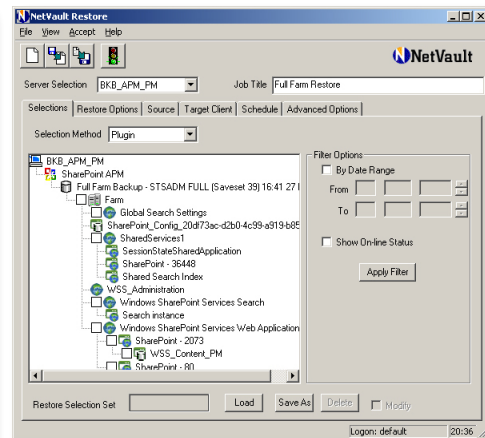 NetVault Restore
File View Accept Help
NetVault
Server Selection BKB_APM_PM Job Title Full Farm Restore
Selections Restore Options Source Target Client Schedule Advanced Options
Selection Method Plugin
BKB_APM_PM
SharePoint APM
Full Farm Backup - STSADM FULL (Saveset 39) 16:41 27
Farm
Global Search Settings
SharePoint_Config_20df73ac-d2b0-4c99-a919-b85
SharedServices1
SessionStateSharedApplication
SharePoint - 36448
Shared Search Index
WSS_Administration
Windows SharePoint Services Search
Search instance
Windows SharePoint Services Web Application
SharePoint - 2073
WSS_Content_PM
SharePoint - 80
Filter Options
By Date Range
From
To
Show On-line Status
Apply Filter
Restore Selection Set Load Save As Delete Modify
Logon: default 20:36